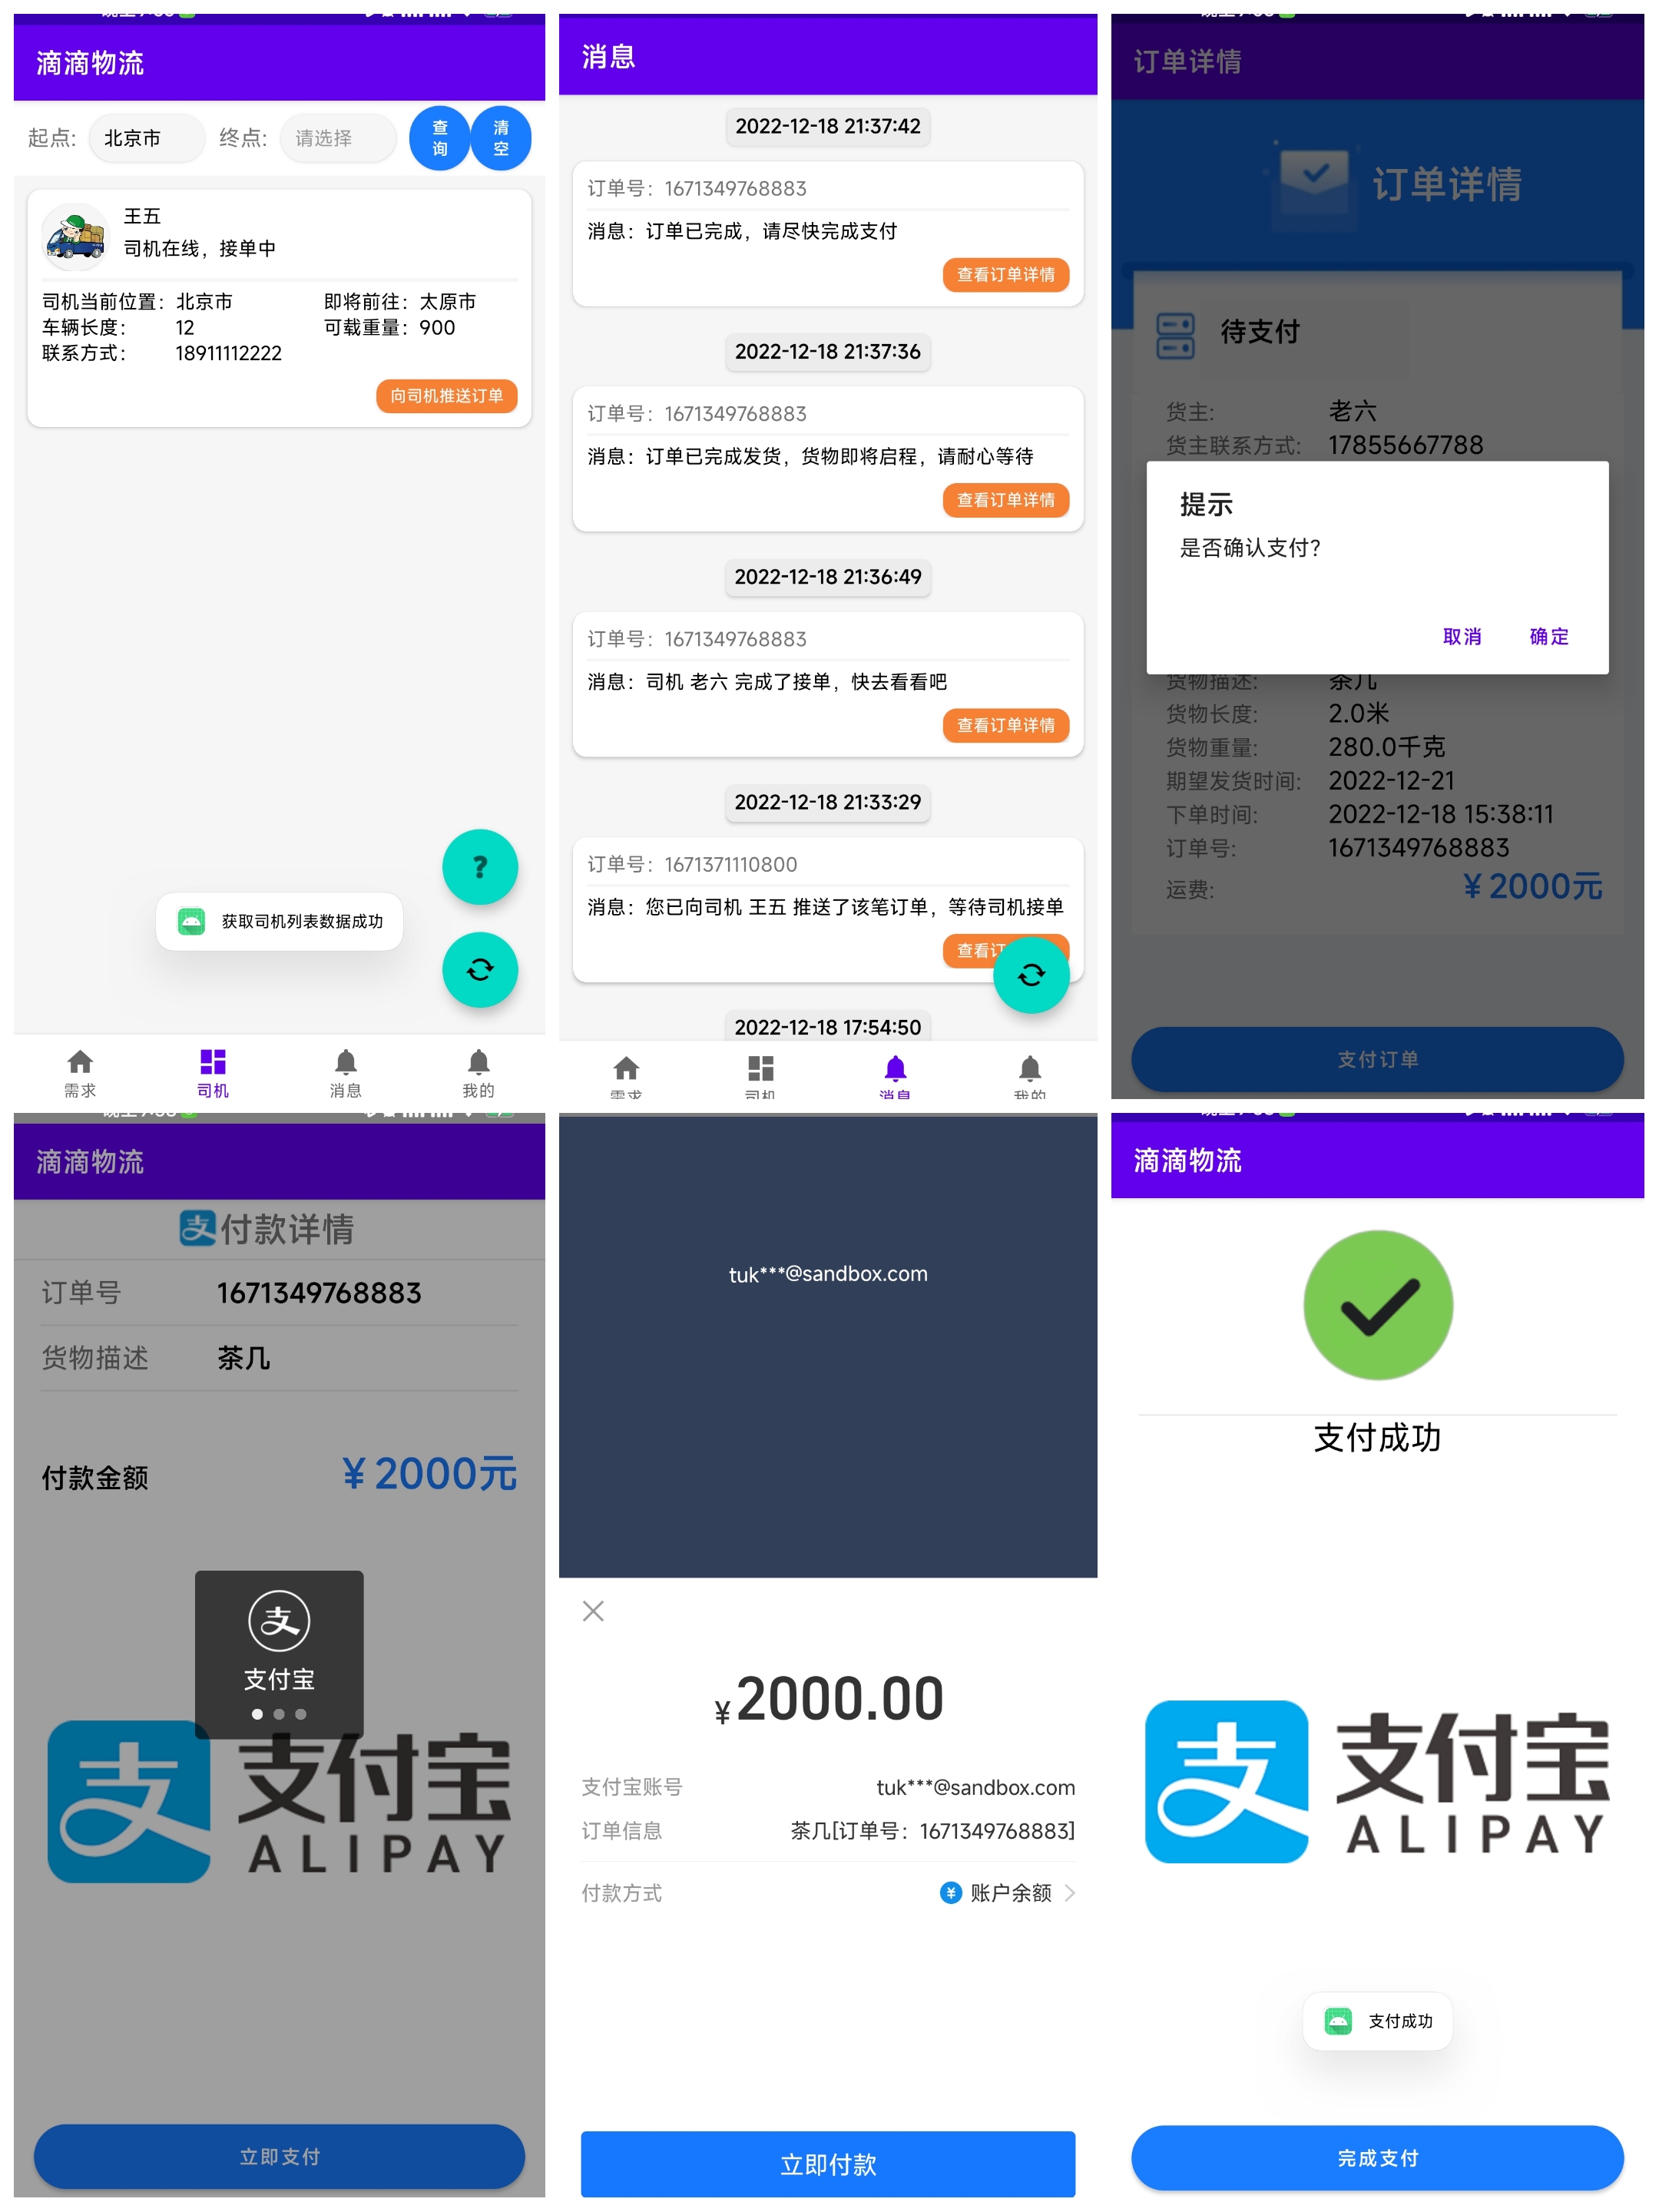 滴滴物流
起点: 北京市 终点: 请选择 查询 清空
王五
司机在线，接单中
司机当前位置：北京市 即将前往：太原市
车辆长度： 12 可载重量：900
联系方式： 18911112222
向司机推送订单
?
获取司机列表数据成功
需求 司机 消息 我的
消息
2022-12-18 21:37:42
订单号：1671349768883
消息：订单已完成，请尽快完成支付
查看订单详情
2022-12-18 21:37:36
订单号：1671349768883
消息：订单已完成发货，货物即将启程，请耐心等待
查看订单详情
2022-12-18 21:36:49
订单号：1671349768883
消息：司机 老六 完成了接单，快去看看吧
查看订单详情
2022-12-18 21:33:29
订单号：1671371110800
消息：您已向司机 王五 推送了该笔订单，等待司机接单
查看订
2022-12-18 17:54:50
需求 司机 消息 我的
订单详情
订单详情
待支付
货主: 老六
货主联系方式: 17855667788
提示
是否确认支付?
取消 确定
货物描述: 茶几
货物长度: 2.0米
货物重量: 280.0千克
期望发货时间: 2022-12-21
下单时间: 2022-12-18 15:38:11
订单号: 1671349768883
运费: ¥2000元
支付订单
滴滴物流
支付款详情
订单号 1671349768883
货物描述 茶几
付款金额 ¥2000元
支
支付宝
支 支付宝
ALIPAY
立即支付
tuk***@sandbox.com
¥2000.00
支付宝账号 tuk***@sandbox.com
订单信息 茶几[订单号：1671349768883]
付款方式 ¥ 账户余额
立即付款
滴滴物流
支付成功
支 支付宝
ALIPAY
支付成功
完成支付